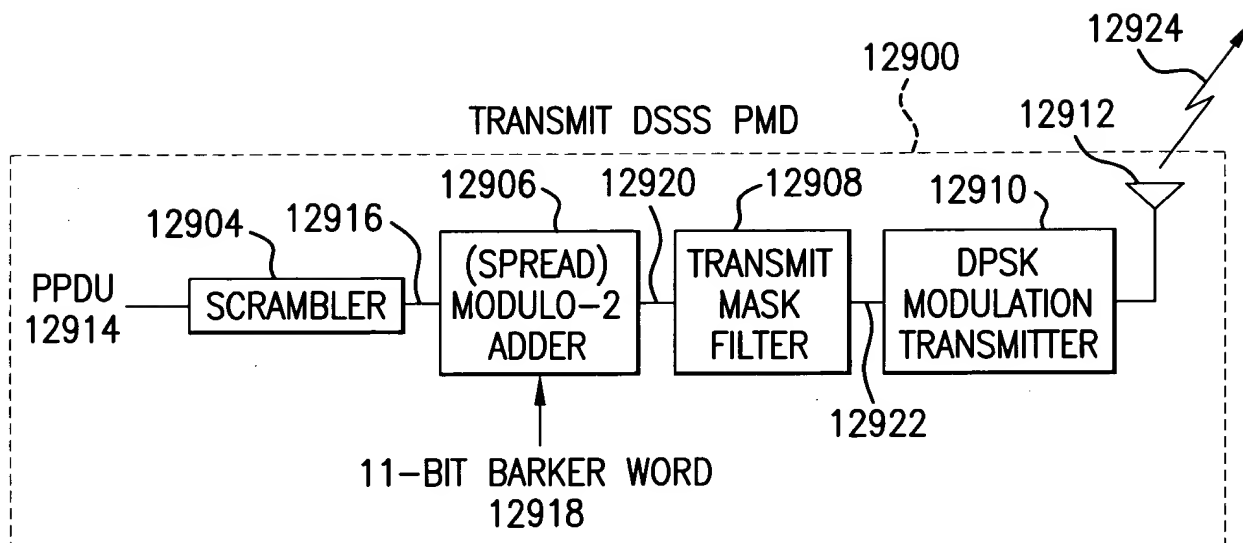 12924
12900
12912
TRANSMIT DSSS PMD
12906
12920
12908
12910
12904
12916
PPDU
12914
SCRAMBLER
(SPREAD)
MODULO-2
ADDER
TRANSMIT
MASK
FILTER
DPSK
MODULATION
TRANSMITTER
12922
11-BIT BARKER WORD
12918